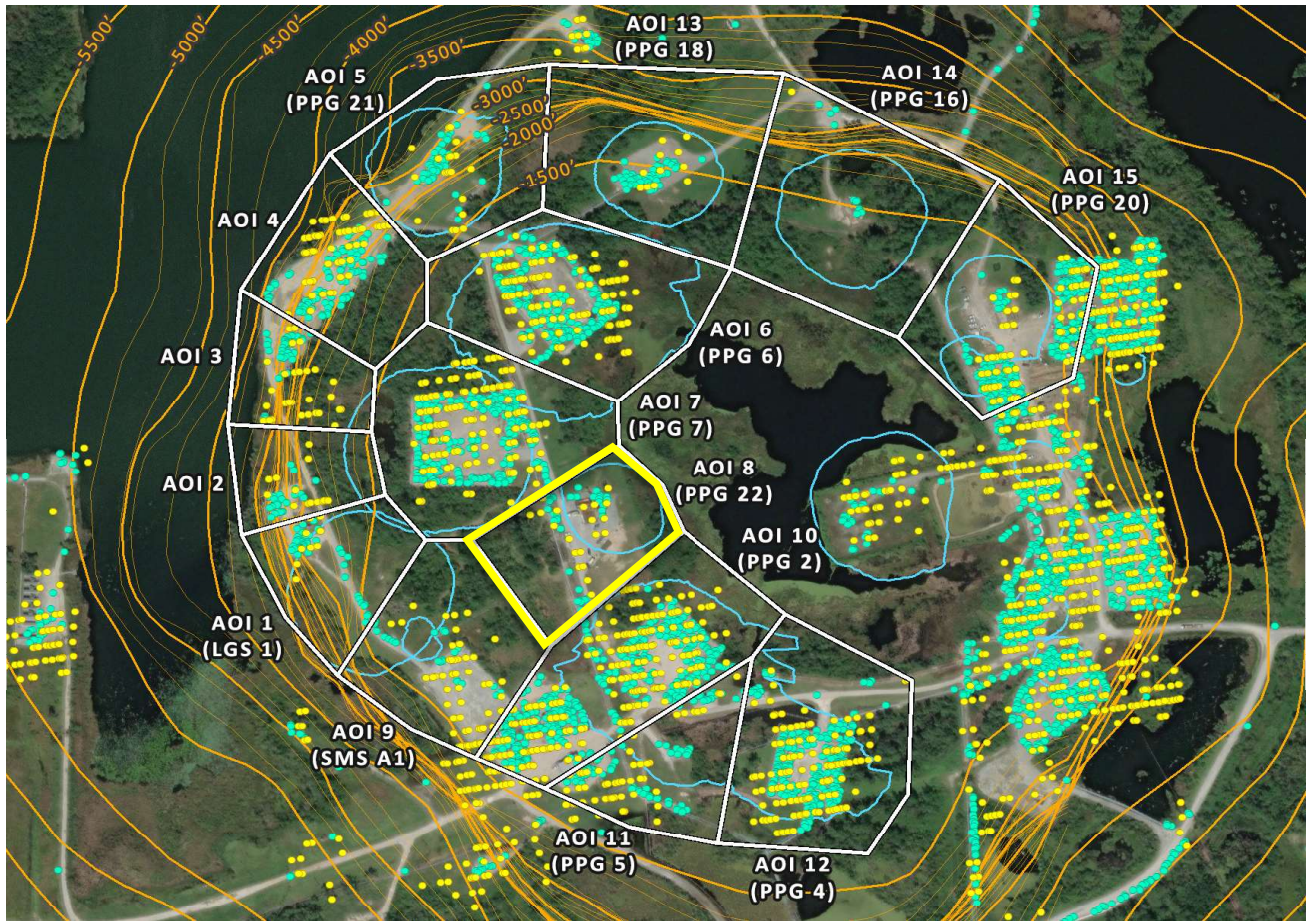 -5500'
-5000'
-4500'
-4000'
-3500'
-3000'
-2500'
-2000'
-1500'
AOI 13
(PPG 18)
AOI 5
(PPG 21)
AOI 14
(PPG 16)
AOI 15
(PPG 20)
AOI 4
AOI 3
AOI 6
(PPG 6)
AOI 7
(PPG 7)
AOI 2
AOI 8
(PPG 22)
AOI 10
(PPG 2)
AOI 1
(LGS 1)
AOI 9
(SMS A1)
AOI 11
(PPG 5)
AOI 12
(PPG 4)